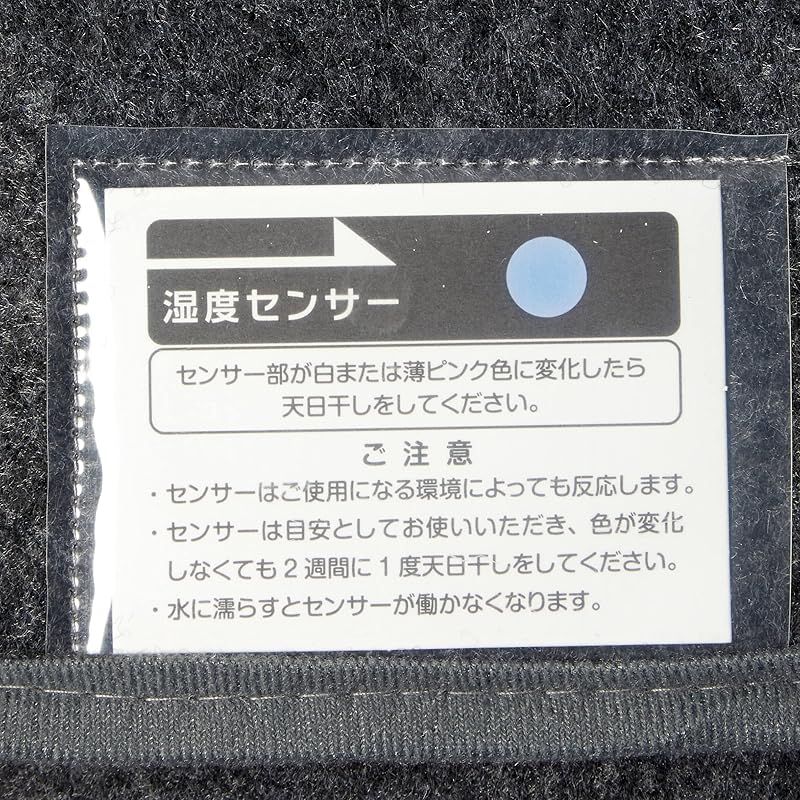 湿度センサー
センサー部が白または薄ピンク色に変化したら
天日干しをしてください。
ご注意
・センサーはご使用になる環境によっても反応します。
・センサーは目安としてお使いいただき、色が変化
しなくても2週間に1度天日干しをしてください。
・水に濡らすとセンサーが働かなくなります。